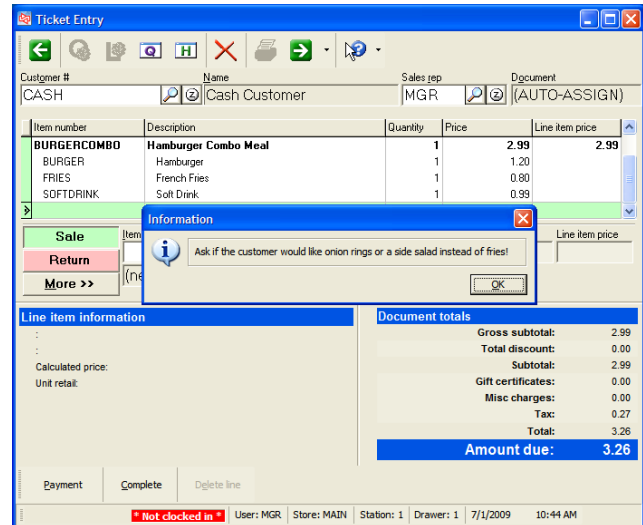 Ticket Entry
Q H
Customer # Name Sales rep Document
CASH Cash Customer MGR (AUTO-ASSIGN)
Item number Description Quantity Price Line item price
BURGERCOMBO Hamburger Combo Meal 1 2.99 2.99
BURGER Hamburger 1 1.20
FRIES French Fries 1 0.80
SOFTDRINK Soft Drink 1 0.99
Information
Sale Item Line item price
Ask if the customer would like onion rings or a side salad instead of fries!
Return
More >> (ne OK
Line item information Document totals
: Gross subtotal: 2.99
: Total discount: 0.00
Calculated price: Subtotal: 2.99
Unit retail: Gift certificates: 0.00
Misc charges: 0.00
Tax: 0.27
Total: 3.26
Amount due: 3.26
Payment Complete Delete line
* Not clocked in * User: MGR Store: MAIN Station: 1 Drawer: 1 7/1/2009 10:44 AM